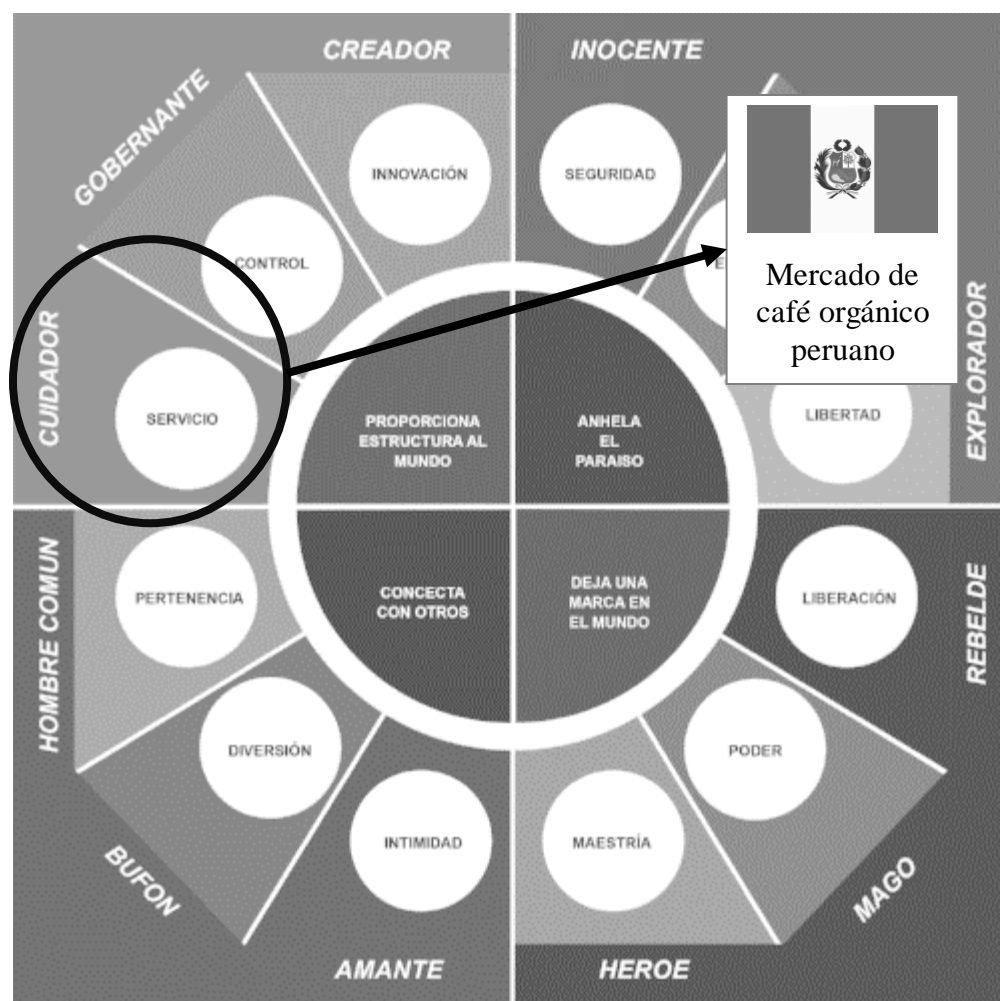 CREADOR
INOCENTE
GOBERNANTE
INNOVACIÓN
SEGURIDAD
CONTROL
Mercado de
café orgánico
peruano
CUIDADOR
EXPLORADOR
SERVICIO
LIBERTAD
PROPORCIONA
ESTRUCTURA AL
MUNDO
ANHELA
EL
PARAISO
CONCECTA
CON OTROS
DEJA UNA
MARCA EN
EL MUNDO
HOMBRE COMUN
PERTENENCIA
LIBERACIÓN
REBELDE
DIVERSIÓN
PODER
INTIMIDAD
MAESTRÍA
BUFON
MAGO
AMANTE
HEROE